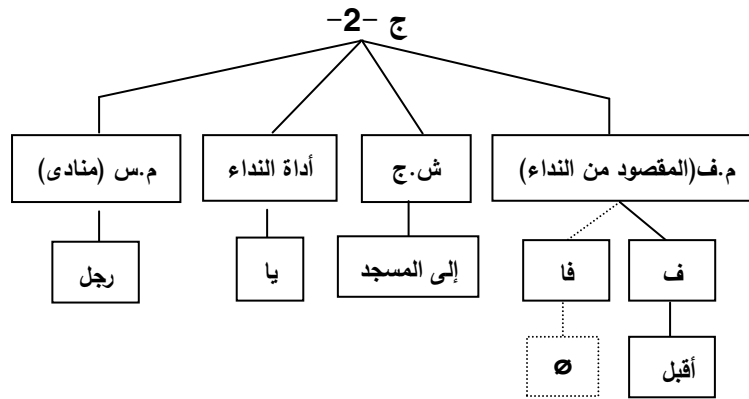 ج -2-
م.ف(المقصود من النداء) ش.ج أداة النداء م.س (منادى)
ف فا إلى المسجد يا رجل
أقبل ø